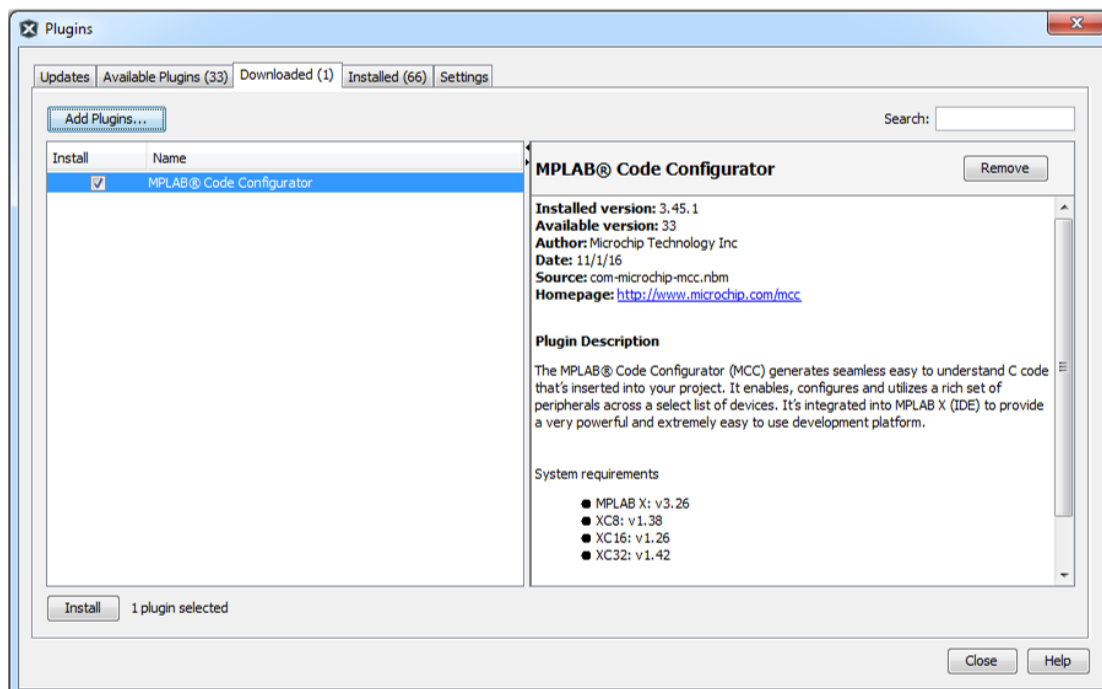 Plugins
Updates Available Plugins (33) Downloaded (1) Installed (66) Settings
Add Plugins... Search:
Install Name
MPLAB® Code Configurator
MPLAB® Code Configurator Remove
Installed version: 3.45.1
Available version: 33
Author: Microchip Technology Inc
Date: 11/1/16
Source: com-microchip-mcc.nbm
Homepage: http://www.microchip.com/mcc
Plugin Description
The MPLAB® Code Configurator (MCC) generates seamless easy to understand C code
that's inserted into your project. It enables, configures and utilizes a rich set of
peripherals across a select list of devices. It's integrated into MPLAB X (IDE) to provide
a very powerful and extremely easy to use development platform.
System requirements
MPLAB X: v3.26
XC8: v1.38
XC16: v1.26
XC32: v1.42
Install 1 plugin selected
Close Help